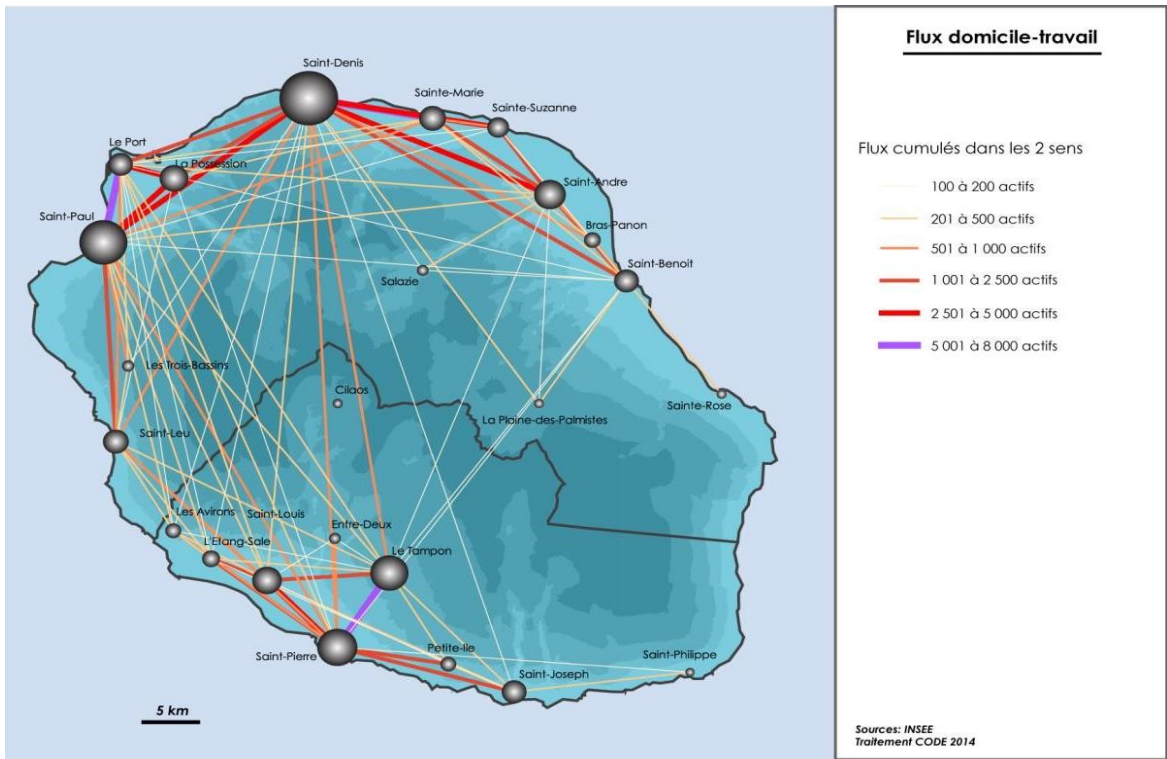 Saint-Denis
Sainte-Marie
Sainte-Suzanne
Le Port
La Possession
Saint-Andre
Saint-Paul
Bras-Panon
Saint-Benoit
Salazie
Les Trois-Bassins
Cilaos
La Plaine-des-Palmistes
Sainte-Rose
Saint-Leu
Les Avirons
Saint-Louis
Entre-Deux
L'Etang-Sale
Le Tampon
Saint-Pierre
Petite-Ile
Saint-Philippe
Saint-Joseph
5 km
Flux domicile-travail
Flux cumulés dans les 2 sens
100 à 200 actifs
201 à 500 actifs
501 à 1 000 actifs
1 001 à 2 500 actifs
2 501 à 5 000 actifs
5 001 à 8 000 actifs
Sources: INSEE
Traitement CODE 2014